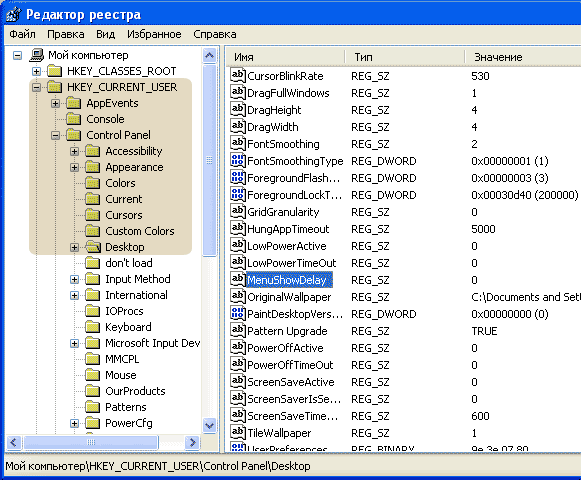 Редактор реестра
Файл Правка Вид Избранное Справка
Мой компьютер
HKEY_CLASSES_ROOT
HKEY_CURRENT_USER
AppEvents
Console
Control Panel
Accessibility
Appearance
Colors
Current
Cursors
Custom Colors
Desktop
don't load
Input Method
International
IOProcs
Keyboard
Microsoft Input Dev
MMCPL
Mouse
OurProducts
Patterns
PowerCfg
Имя Тип Значение
CursorBlinkRate REG_SZ 530
DragFullWindows REG_SZ 1
DragHeight REG_SZ 4
DragWidth REG_SZ 4
FontSmoothing REG_SZ 2
FontSmoothingType REG_DWORD 0x00000001 (1)
ForegroundFlash... REG_DWORD 0x00000003 (3)
ForegroundLockT... REG_DWORD 0x00030d40 (200000)
GridGranularity REG_SZ 0
HungAppTimeout REG_SZ 5000
LowPowerActive REG_SZ 0
LowPowerTimeOut REG_SZ 0
MenuShowDelay REG_SZ 0
OriginalWallpaper REG_SZ C:\Documents and Set
PaintDesktopVers... REG_DWORD 0x00000000 (0)
Pattern Upgrade REG_SZ TRUE
PowerOffActive REG_SZ 0
PowerOffTimeOut REG_SZ 0
ScreenSaveActive REG_SZ 0
ScreenSaverIsSe... REG_SZ 0
ScreenSaveTime... REG_SZ 600
TileWallpaper REG_SZ 1
UserPreferences REG_BINARY 9e 3e 07 80
Мой компьютер\HKEY_CURRENT_USER\Control Panel\Desktop